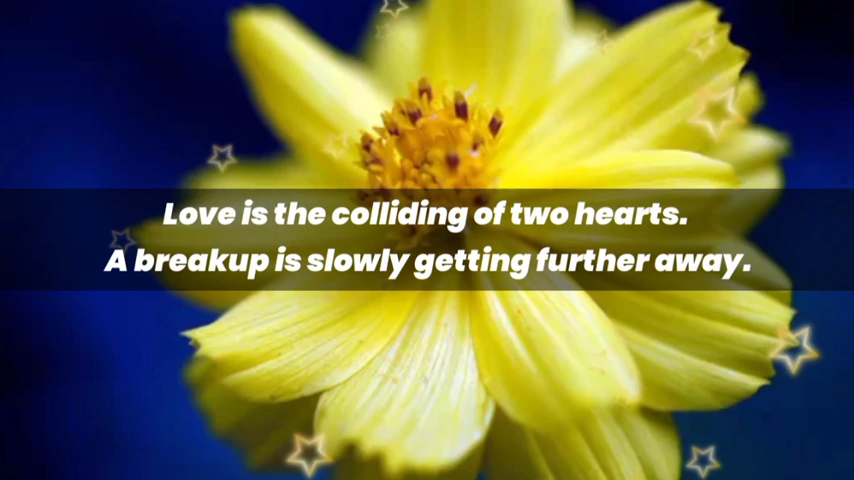 Love is the colliding of two hearts.
A breakup is slowly getting further away.